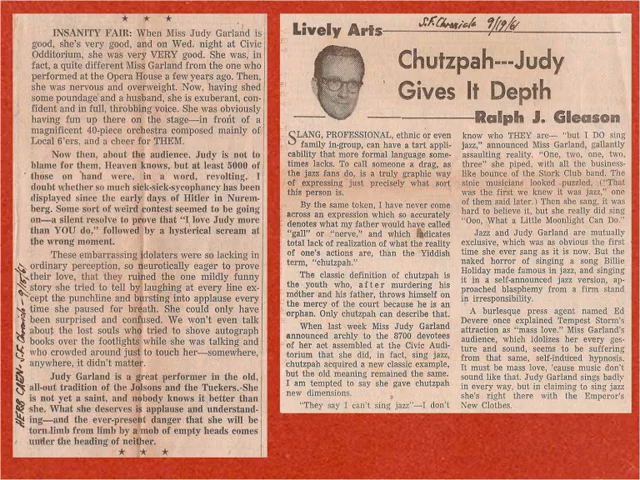 ★ ★ ★
INSANITY FAIR: When Miss Judy Garland is
good, she's very good, and on Wed. night at Civic
Odditorium, she was very VERY good. She was, in
fact, a quite different Miss Garland from the one who
performed at the Opera House a few years ago. Then,
she was nervous and overweight. Now, having shed
some poundage and a husband, she is exuberant, con-
fident and in full, throbbing voice. She was obviously
having fun up there on the stage—in front of a
magnificent 40-piece orchestra composed mainly of
Local 6'ers, and a cheer for THEM.
Now then, about the audience. Judy is not to
blame for them, Heaven knows, but at least 5000 of
those on hand were, in a word, revolting. I
doubt whether so much sick-sick-sycophancy has been
displayed since the early days of Hitler in Nurem-
berg. Some sort of weird contest seemed to be going
on—a silent resolve to prove that "I love Judy more
than YOU do," followed by a hysterical scream at
the wrong moment.
These embarrassing idolaters were so lacking in
ordinary perception, so neurotically eager to prove
their love, that they ruined the one mildly funny
story she tried to tell by laughing at every line ex-
cept the punchline and bursting into applause every
time she paused for breath. She could only have
been surprised and confused. We won't even talk
about the lost souls who tried to shove autograph
books over the footlights while she was talking and
who crowded around just to touch her—somewhere,
anywhere, it didn't matter.
Judy Garland is a great performer in the old,
all-out tradition of the Jolsons and the Tuckers. She
is not yet a saint, and nobody knows it better than
she. What she deserves is applause and understand-
ing—and the ever-present danger that she will be
torn limb from limb by a mob of empty heads comes
under the heading of neither.
★ ★ ★
HERB CAEN - S.F. Chronicle - 9/15/61
Lively Arts
S.F. Chronicle 9/19/61
Chutzpah---Judy
Gives It Depth
Ralph J. Gleason
SLANG, PROFESSIONAL, ethnic or even
family in-group, can have a tart appli-
cability that more formal language some-
times lacks. To call someone a drag, as
the jazz fans do, is a truly graphic way
of expressing just precisely what sort
this person is.
By the same token, I have never come
across an expression which so accurately
denotes what my father would have called
"gall" or "nerve," and which indicates
total lack of realization of what the reality
of one's actions are, than the Yiddish
term, "chutzpah."
The classic definition of chutzpah is
the youth who, after murdering his
mother and his father, throws himself on
the mercy of the court because he is an
orphan. Only chutzpah can describe that.
When last week Miss Judy Garland
announced archly to the 8700 devotees
of her act assembled at the Civic Audi-
torium that she did, in fact, sing jazz,
chutzpah acquired a new classic example,
but the old meaning remained the same.
I am tempted to say she gave chutzpah
new dimensions.
"They say I can't sing jazz"—I don't
know who THEY are— "but I DO sing
jazz," announced Miss Garland, gallantly
assaulting reality. "One, two, one, two,
three" she piped, with all the business-
like bounce of the Stork Club band. The
stoic musicians looked puzzled, ("That
was the first we knew it was jazz," one
of them said later.) Then she sang, it was
hard to believe it, but she really did sing
"Ooo, What a Little Moonlight Can Do."
Jazz and Judy Garland are mutually
exclusive, which was as obvious the first
time she ever sang as it is now. But the
naked horror of singing a song Billie
Holiday made famous in jazz, and singing
it in a self-announced jazz version, ap-
proached blasphemy from a firm stand
in irresponsibility.
A burlesque press agent named Ed
Devere once explained Tempest Storm's
attraction as "mass love." Miss Garland's
audience, which idolizes her every ges-
ture and sound, seems to be suffering
from that same, self-indiced hypnosis.
It must be mass love, 'cause music don't
sound like that. Judy Garland sings badly
in every way, but in claiming to sing jazz
she's right there with the Emperor's
New Clothes.